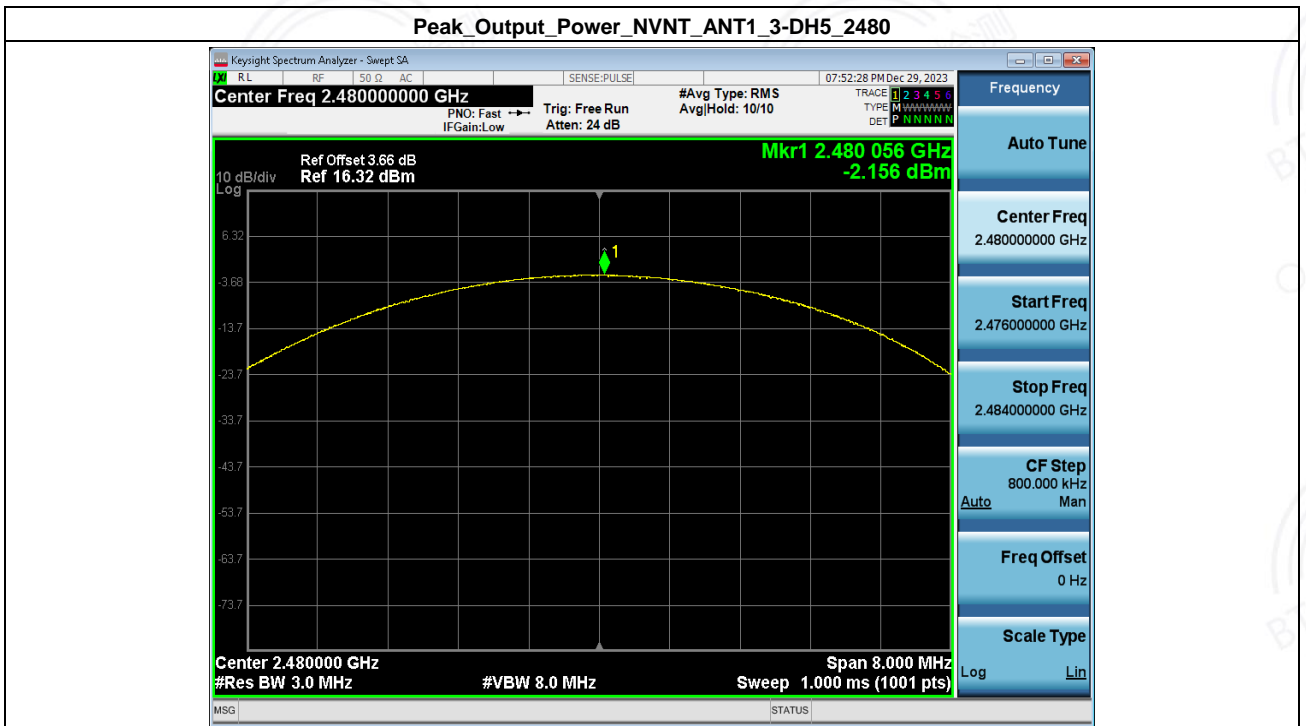 Peak_Output_Power_NVNT_ANT1_3-DH5_2480
Keysight Spectrum Analyzer - Swept SA
LXI RL RF 50 Ω AC SENSE:PULSE 07:52:28 PM Dec 29, 2023
Center Freq 2.480000000 GHz
PNO: Fast
IFGain:Low
Trig: Free Run
Atten: 24 dB
#Avg Type: RMS
Avg|Hold: 10/10
TRACE 1 2 3 4 5 6
TYPE M WWWWW
DET P N N N N N
Mkr1 2.480 056 GHz
-2.156 dBm
Ref Offset 3.66 dB
10 dB/div Ref 16.32 dBm
Log
1
6.32
-3.68
-13.7
-23.7
-33.7
-43.7
-53.7
-63.7
-73.7
Center 2.480000 GHz Span 8.000 MHz
#Res BW 3.0 MHz #VBW 8.0 MHz Sweep 1.000 ms (1001 pts)
MSG STATUS
Frequency
Auto Tune
Center Freq
2.480000000 GHz
Start Freq
2.476000000 GHz
Stop Freq
2.484000000 GHz
CF Step
800.000 kHz
Auto Man
Freq Offset
0 Hz
Scale Type
Log Lin